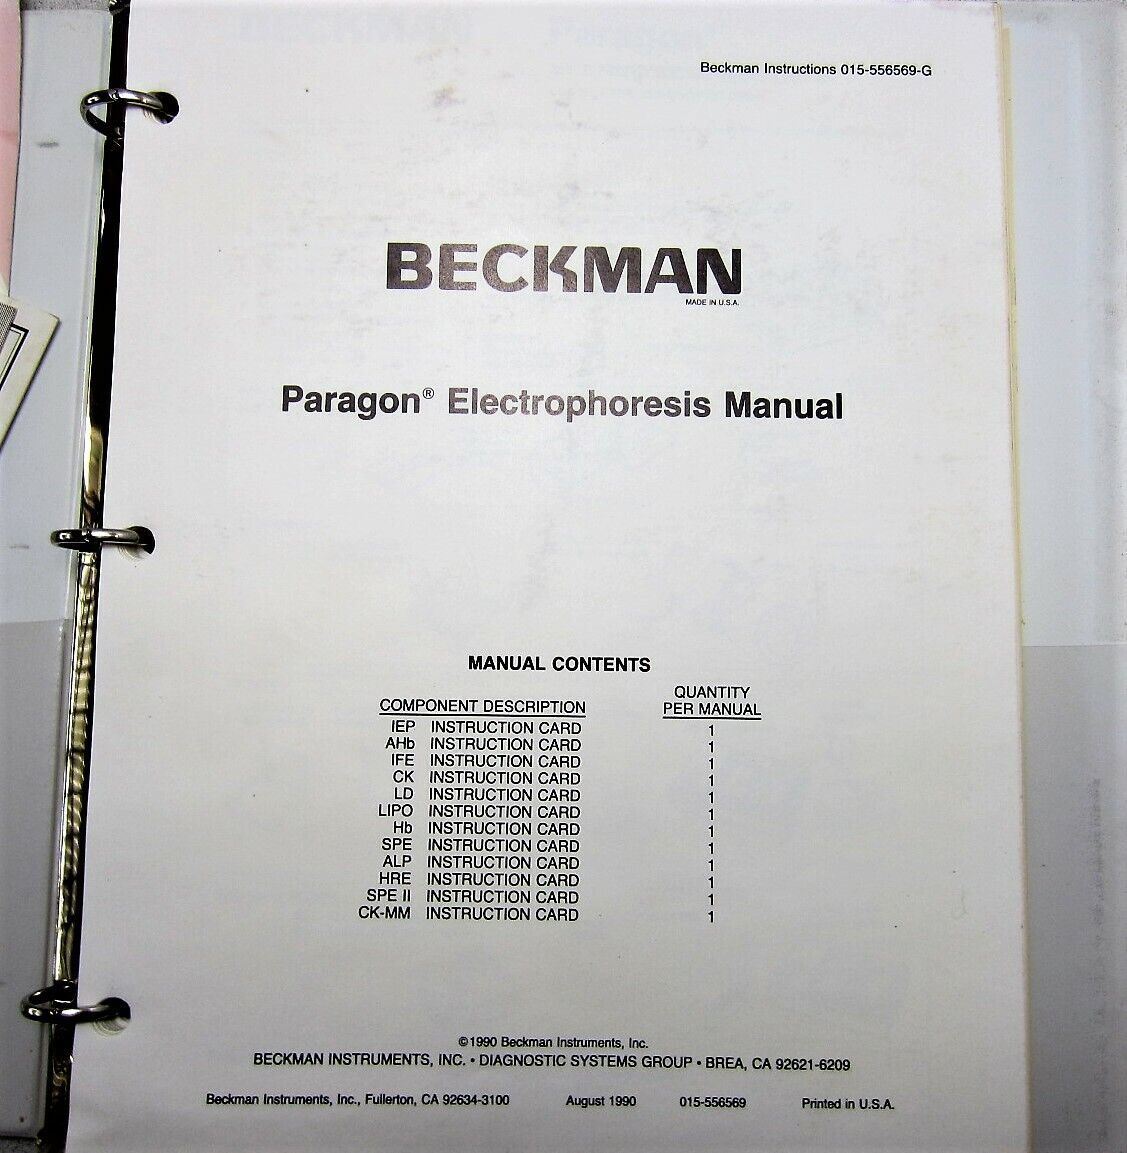 Beckman Instructions 015-556569-G
BECKMAN
MADE IN U.S.A.
Paragon® Electrophoresis Manual
MANUAL CONTENTS
COMPONENT DESCRIPTION QUANTITY PER MANUAL
IEP INSTRUCTION CARD 1
AHb INSTRUCTION CARD 1
IFE INSTRUCTION CARD 1
CK INSTRUCTION CARD 1
LD INSTRUCTION CARD 1
LIPO INSTRUCTION CARD 1
Hb INSTRUCTION CARD 1
SPE INSTRUCTION CARD 1
ALP INSTRUCTION CARD 1
HRE INSTRUCTION CARD 1
SPE II INSTRUCTION CARD 1
CK-MM INSTRUCTION CARD 1
©1990 Beckman Instruments, Inc.
BECKMAN INSTRUMENTS, INC. • DIAGNOSTIC SYSTEMS GROUP • BREA, CA 92621-6209
Beckman Instruments, Inc., Fullerton, CA 92634-3100 August 1990 015-556569 Printed in U.S.A.